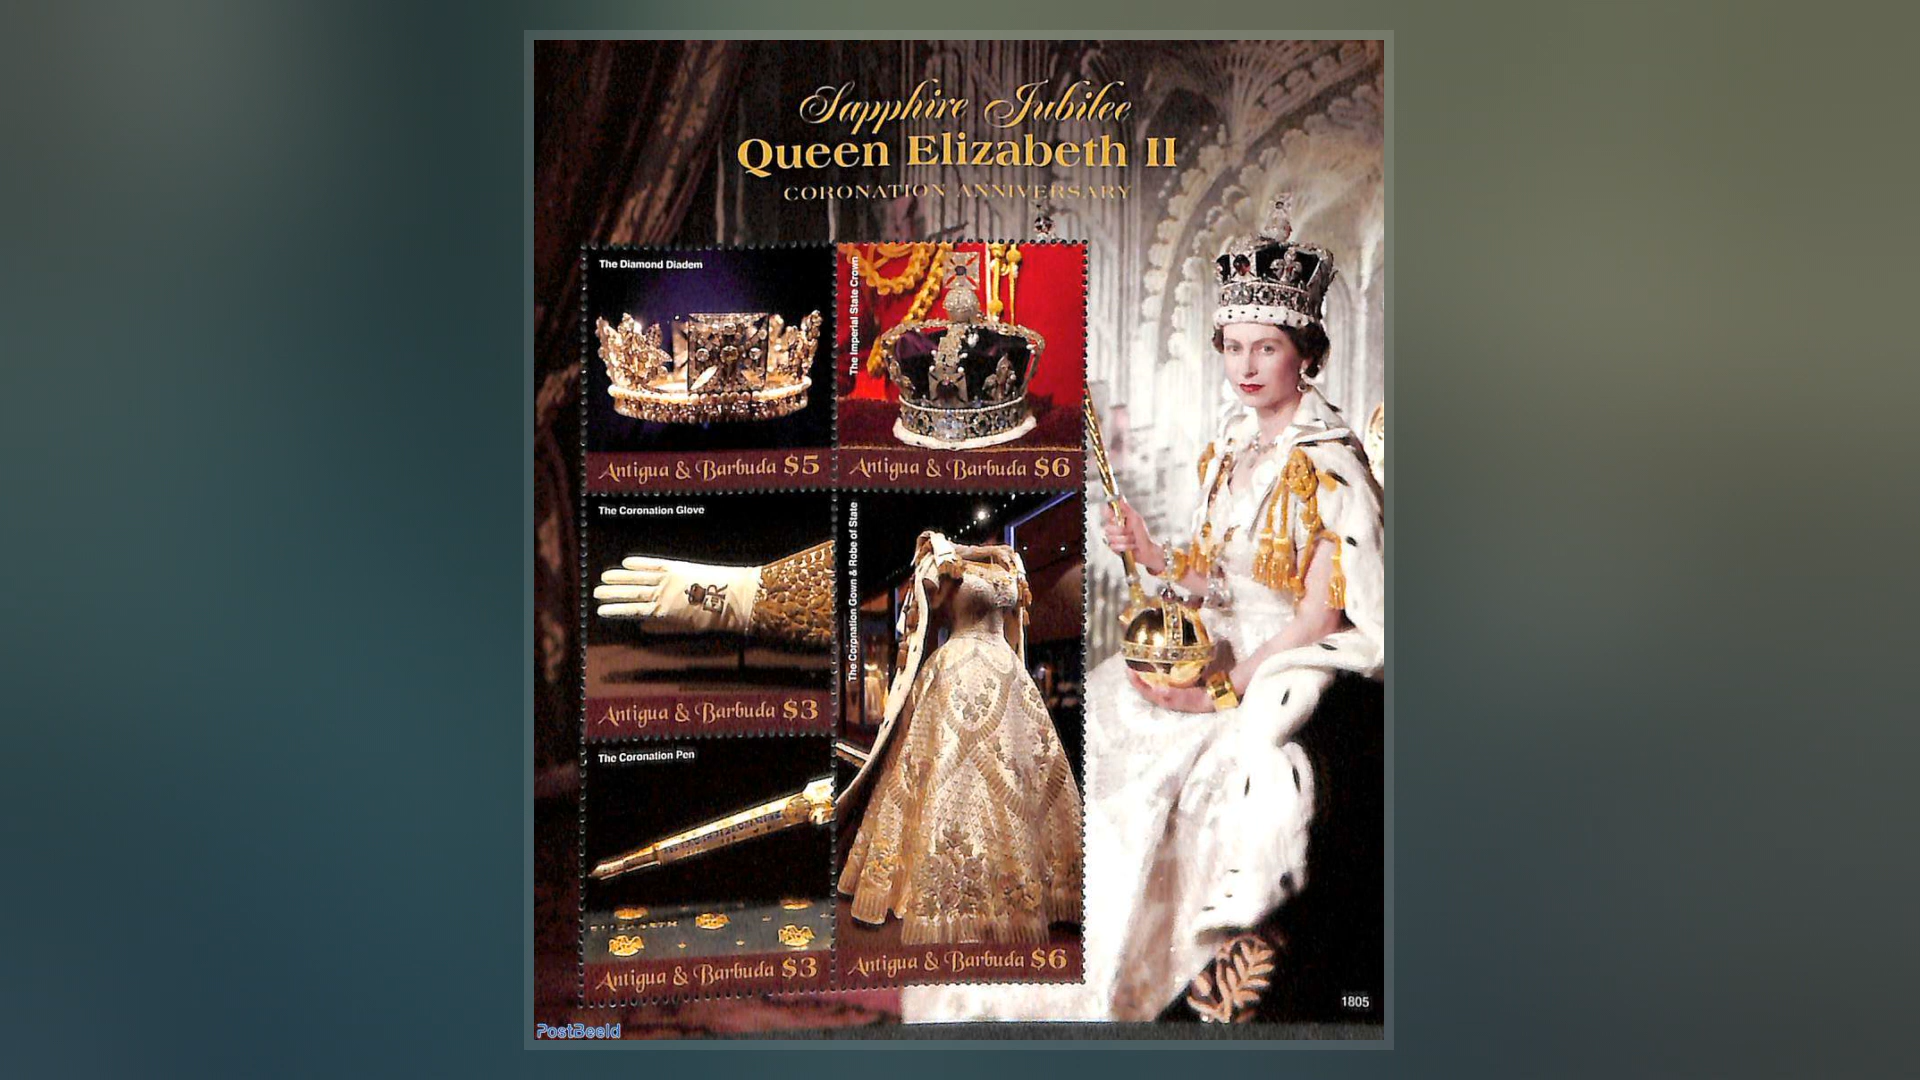 Sapphire Jubilee
Queen Elizabeth II
CORONATION ANNIVERSARY
The Diamond Diadem
Antigua & Barbuda $5
The Imperial State Crown
Antigua & Barbuda $6
The Coronation Glove
ER
Antigua & Barbuda $3
The Coronation Gown & Robe of State
Antigua & Barbuda $6
The Coronation Pen
ELIZABETH
Antigua & Barbuda $3
1805
PostBeeld